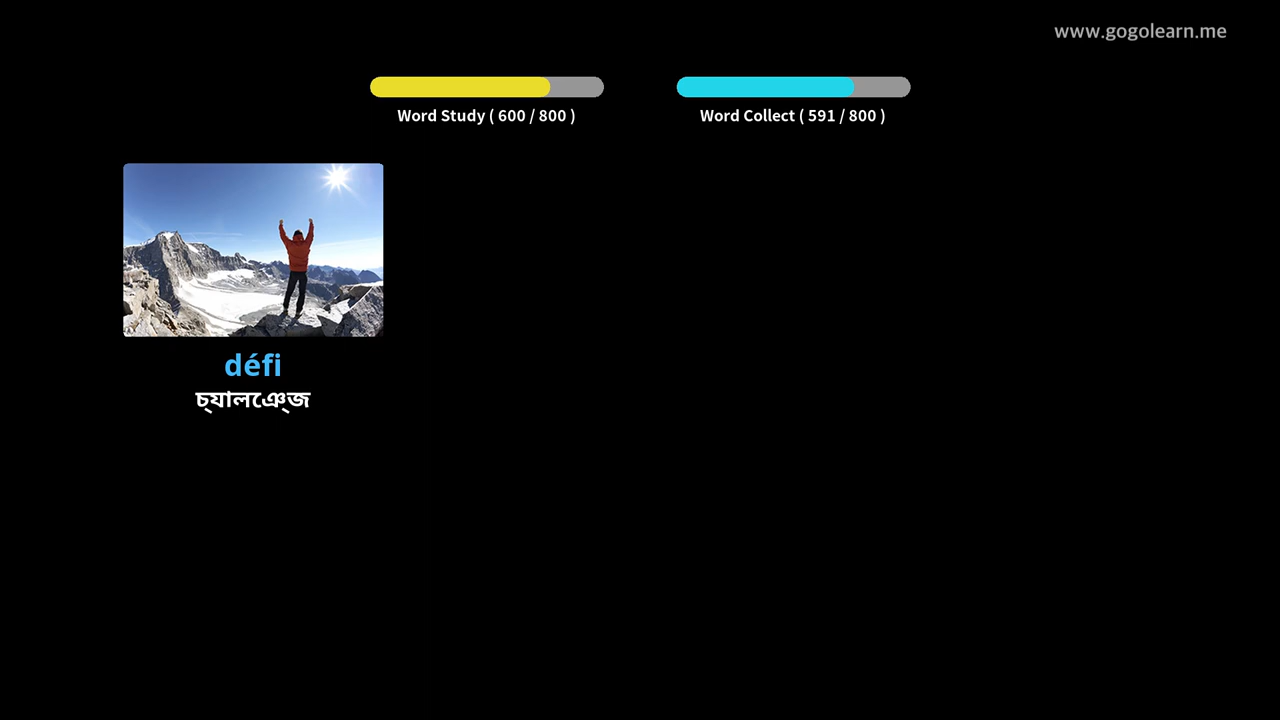 www.gogolearn.me
Word Study ( 600 / 800 )
Word Collect ( 591 / 800 )
défi
চ্যালেঞ্জ